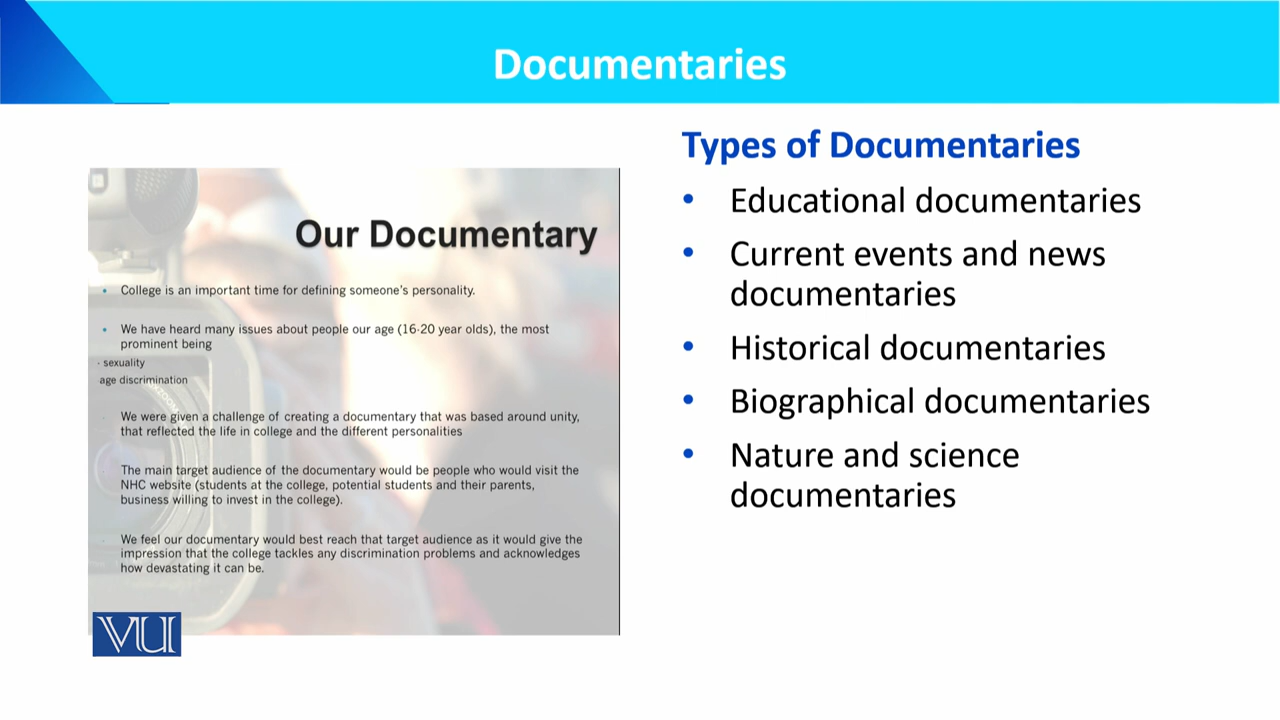 Documentaries
Our Documentary
• College is an important time for defining someone's personality.
• We have heard many issues about people our age (16-20 year olds), the most
prominent being
· sexuality
age discrimination
We were given a challenge of creating a documentary that was based around unity,
that reflected the life in college and the different personalities
The main target audience of the documentary would be people who would visit the
NHC website (students at the college, potential students and their parents,
business willing to invest in the college).
We feel our documentary would best reach that target audience as it would give the
impression that the college tackles any discrimination problems and acknowledges
how devastating it can be.
VU
Types of Documentaries
• Educational documentaries
• Current events and news
documentaries
• Historical documentaries
• Biographical documentaries
• Nature and science
documentaries